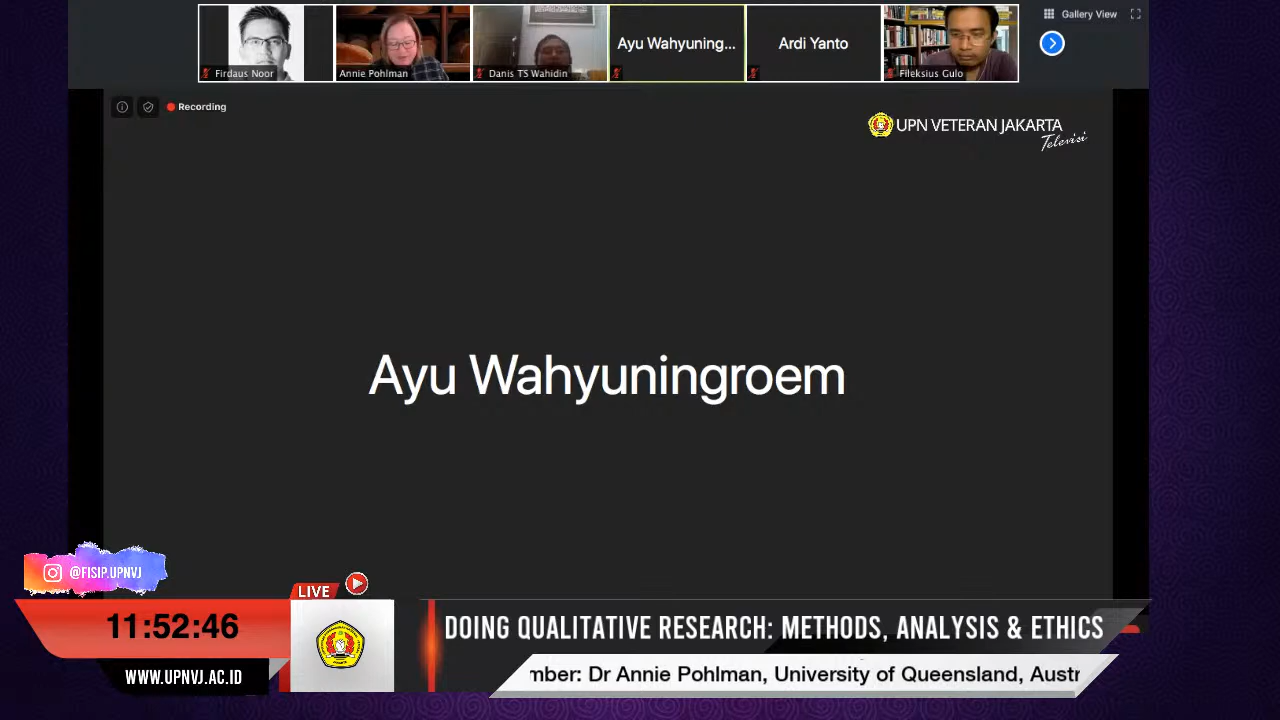 Firdaus Noor
Annie Pohlman
Danis TS Wahidin
Ayu Wahyuning...
Ardi Yanto
Fileksius Gulo
Gallery View
Recording
UPN VETERAN JAKARTA
Televisi
Ayu Wahyuningroem
@FISIP.UPNVJ
LIVE
11:52:46
DOING QUALITATIVE RESEARCH: METHODS, ANALYSIS & ETHICS
WWW.UPNVJ.AC.ID
mber: Dr Annie Pohlman, University of Queensland, Austr